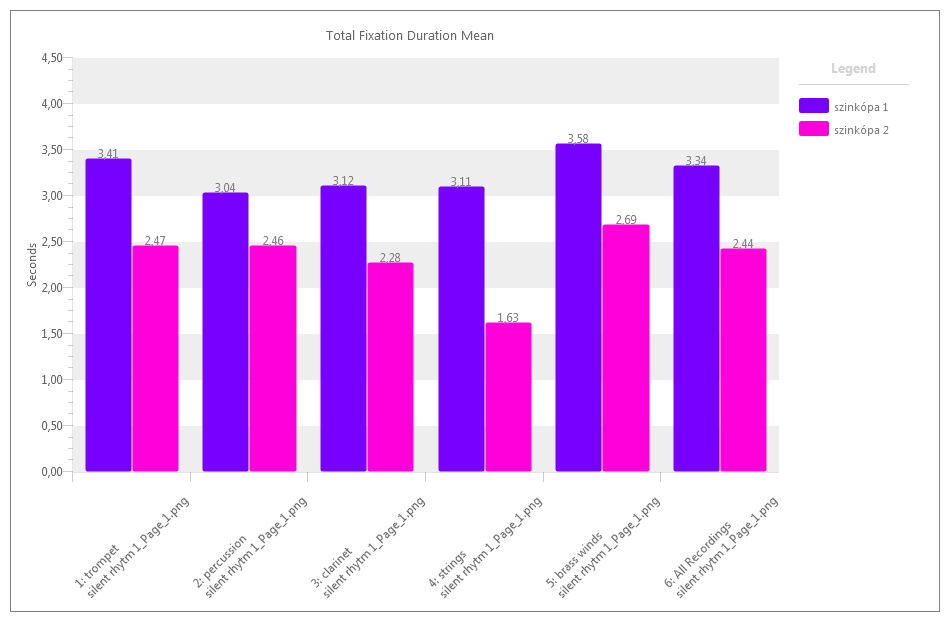 Total Fixation Duration Mean
Legend
szinkópa 1
szinkópa 2
Seconds
4,50
4,00
3,50
3,00
2,50
2,00
1,50
1,00
0,50
0,00
3,41
2,47
3,04
2,46
3,12
2,28
3,11
1,63
3,58
2,69
3,34
2,44
1: trompet
silent rhytm 1_Page_1.png
2: percussion
silent rhytm 1_Page_1.png
3: clarinet
silent rhytm 1_Page_1.png
4: strings
silent rhytm 1_Page_1.png
5: brass winds
silent rhytm 1_Page_1.png
6: All Recordings
silent rhytm 1_Page_1.png